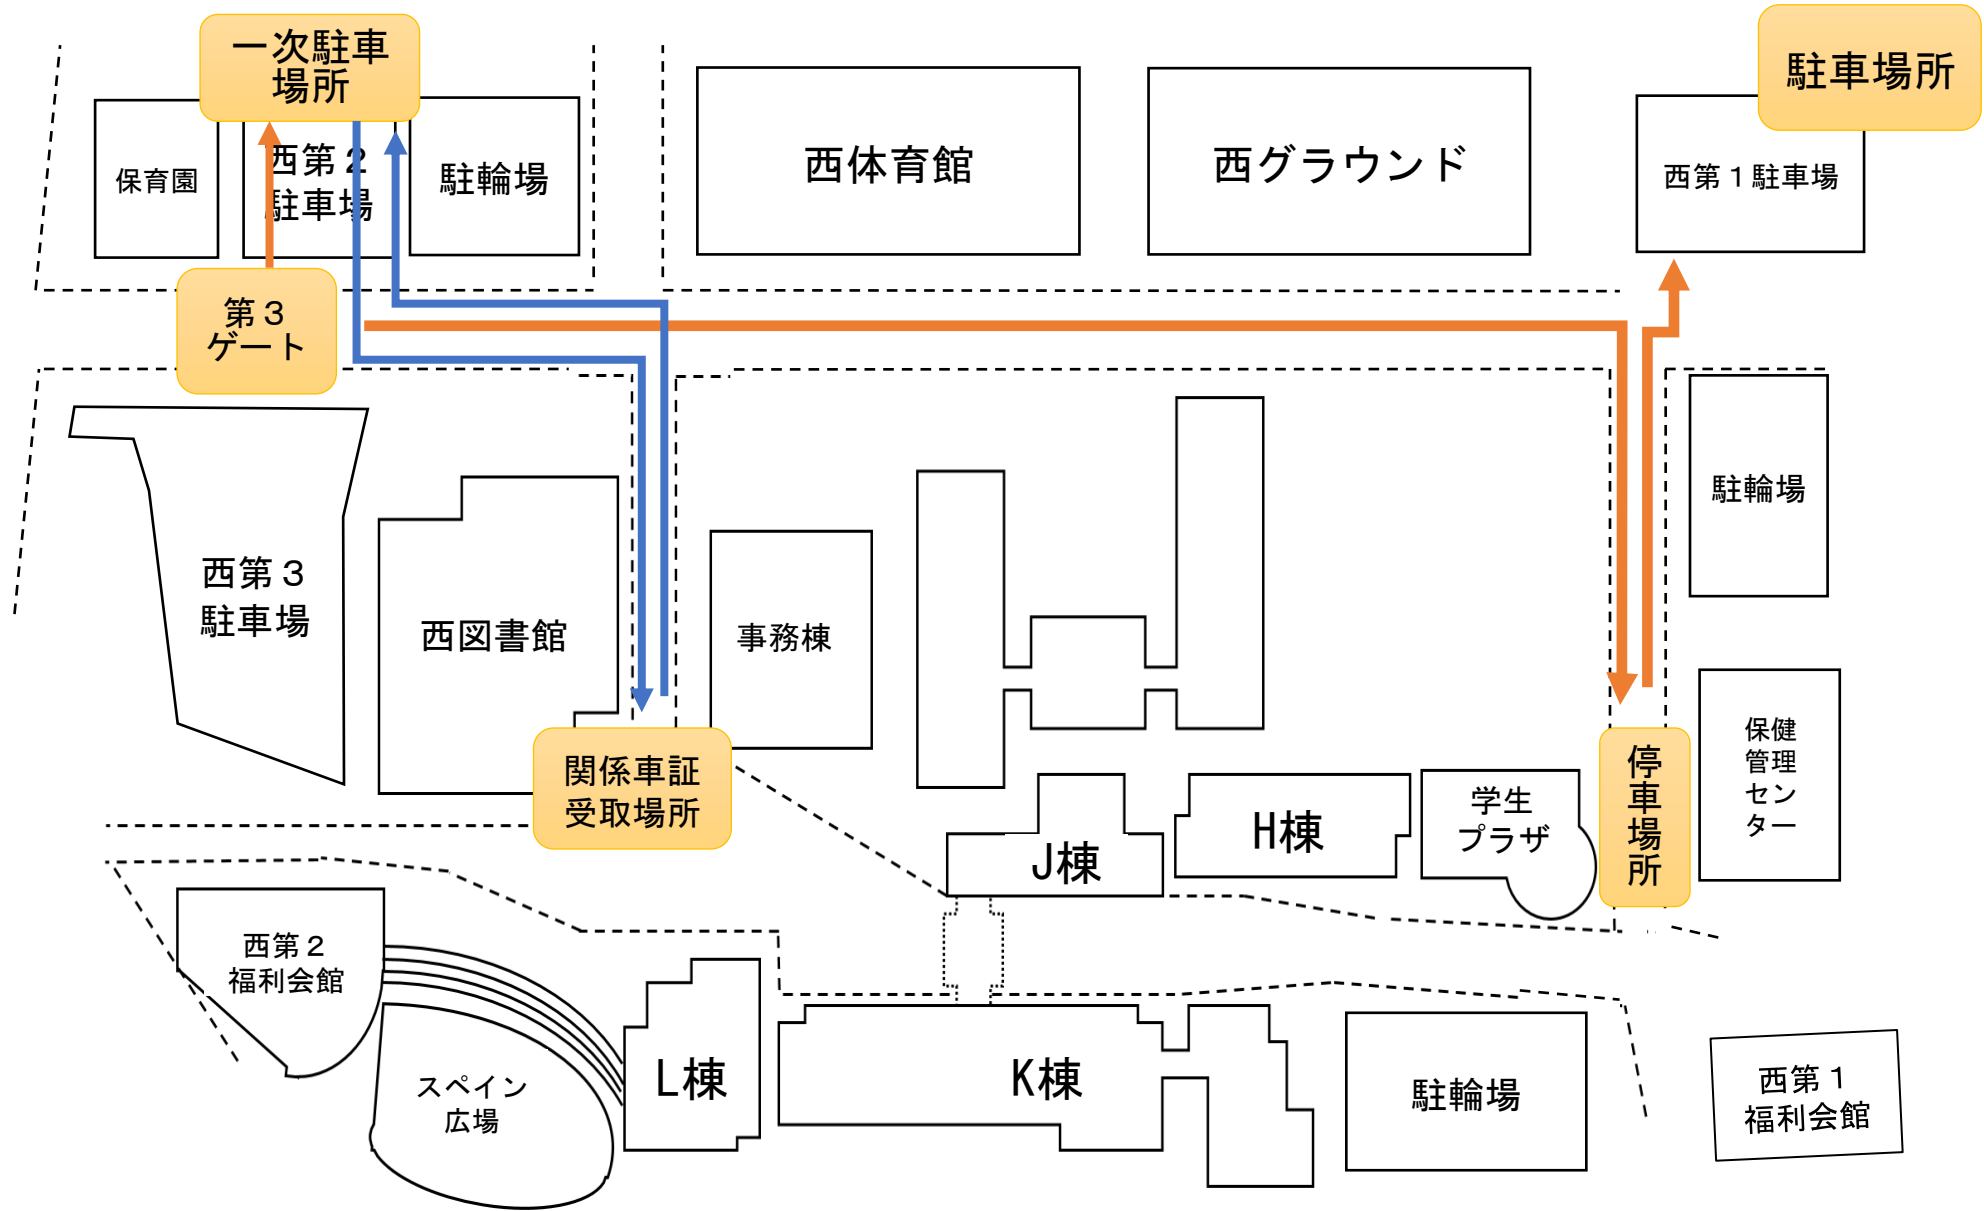 一次駐車
場所
駐車場所
保育園
西第２
駐車場
駐輪場
西体育館
西グラウンド
西第１駐車場
第３
ゲート
駐輪場
西第３
駐車場
西図書館
事務棟
関係車証
受取場所
J棟
H棟
学生
プラザ
停
車
場
所
保健
管理
セン
ター
西第２
福利会館
スペイン
広場
L棟
K棟
駐輪場
西第１
福利会館